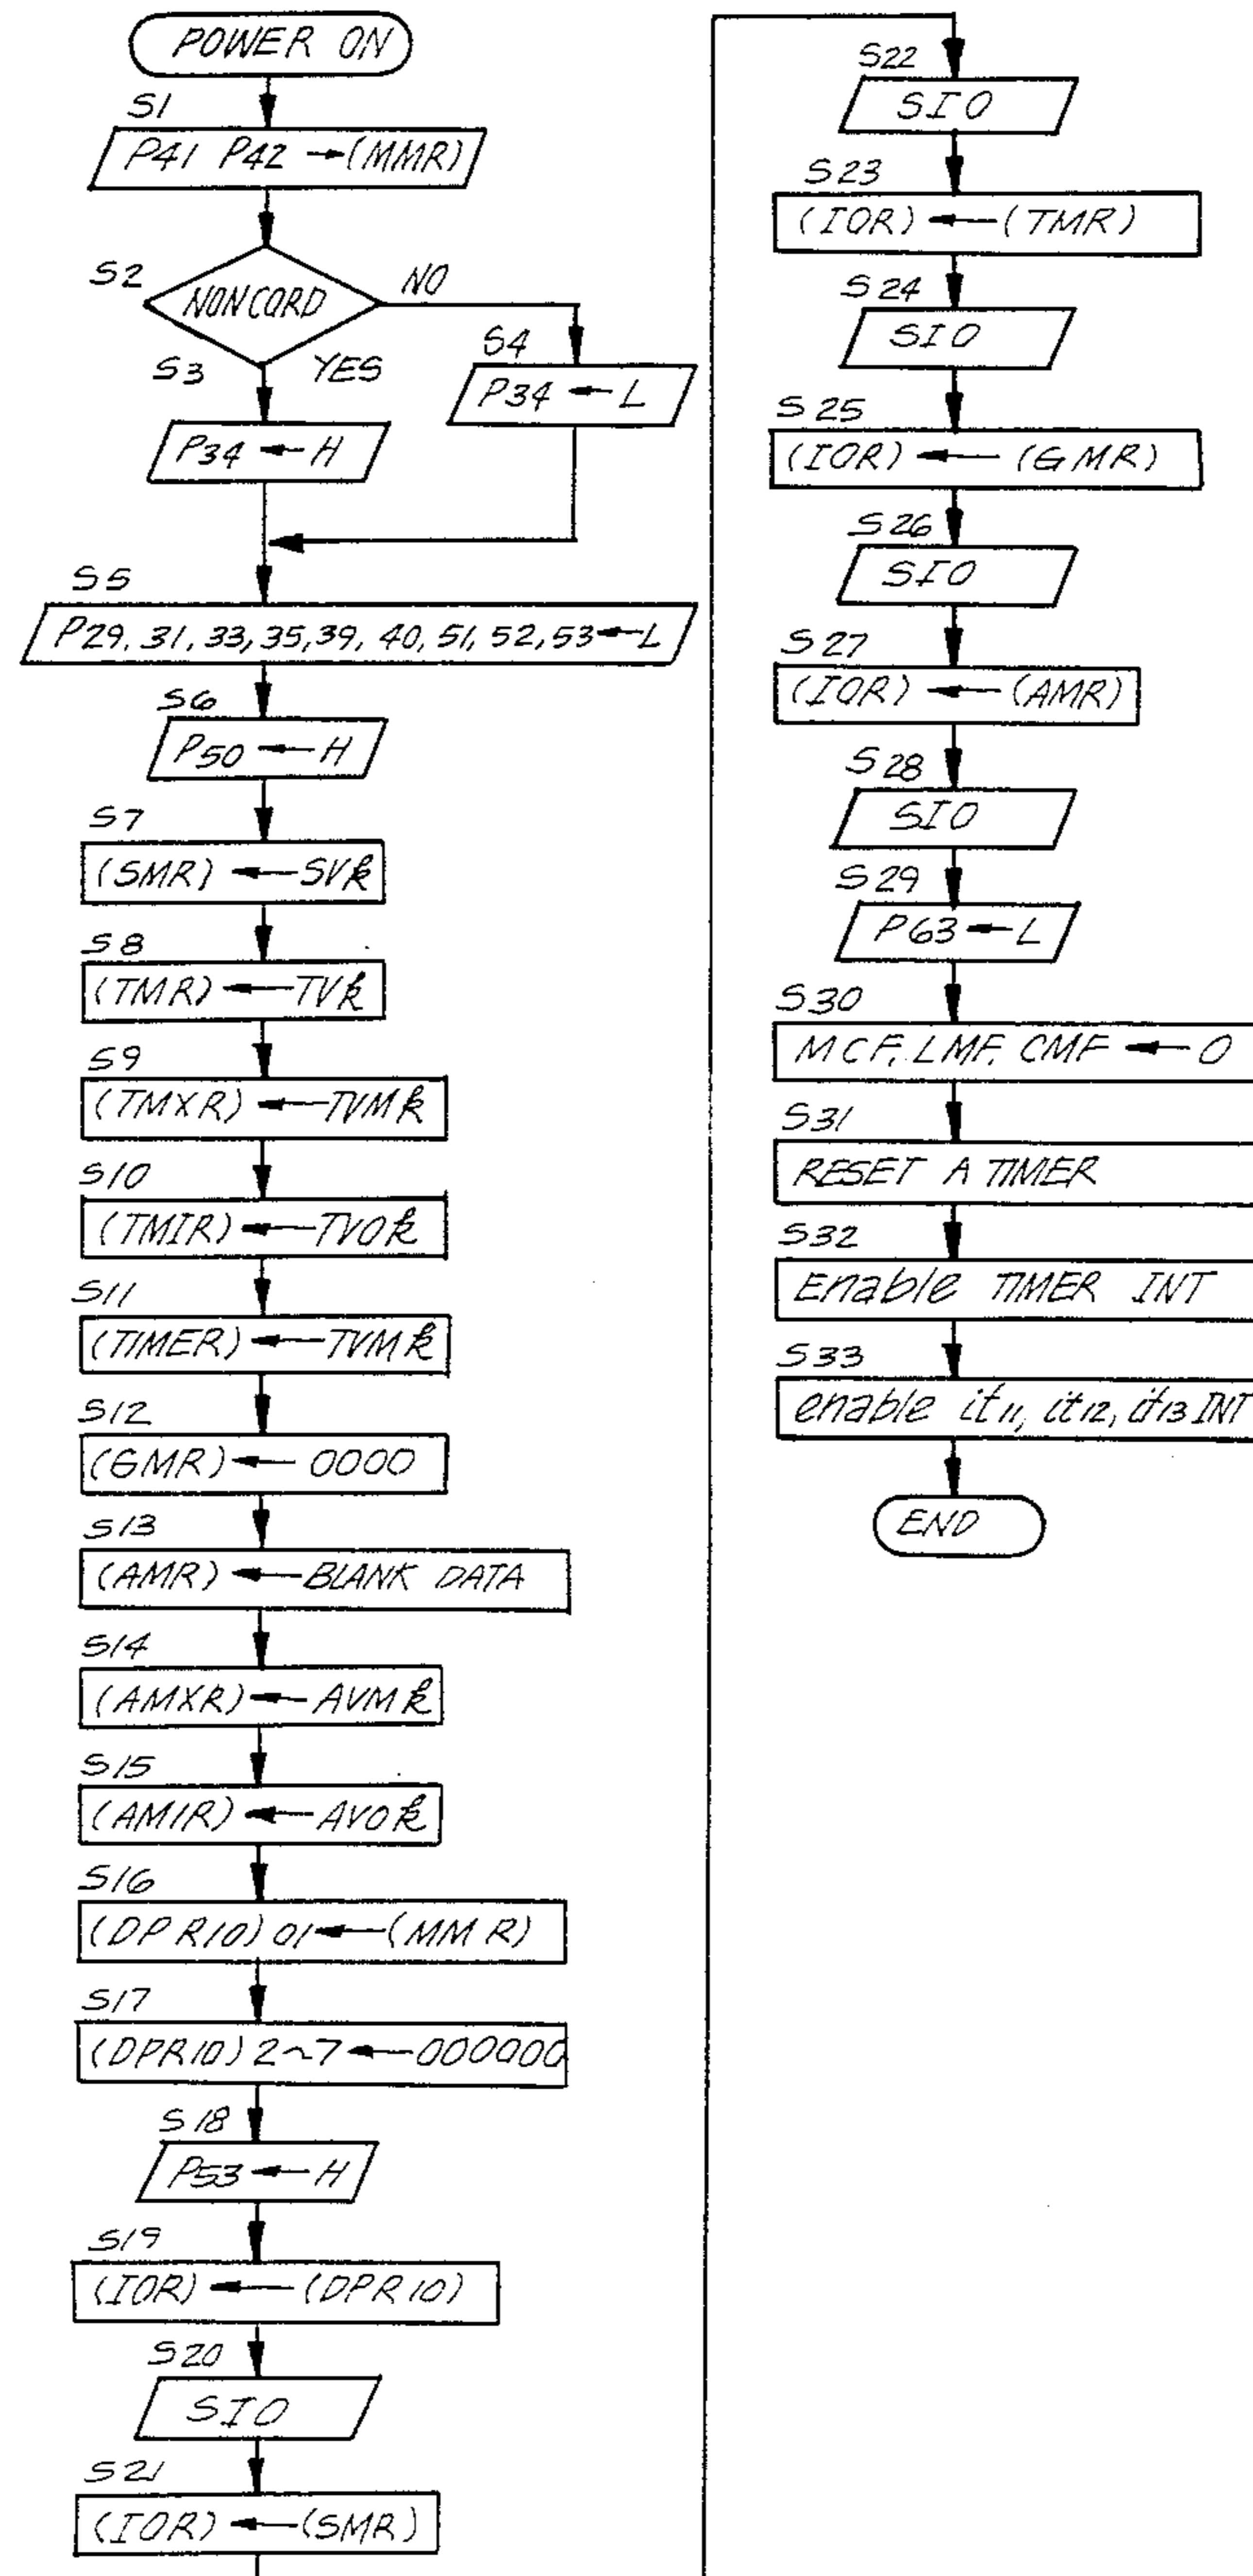 POWER ON
S1
P41 P42 → (MMR)
S2
NONCORD
NO
S3
YES
S4
P34 ← L
P34 ← H
S5
P29, 31, 33, 35, 39, 40, 51, 52, 53 ← L
S6
P50 ← H
S7
(SMR) ← SVk
S8
(TMR) ← TVk
S9
(TMXR) ← TVMk
S10
(TMIR) ← TVOk
S11
(TIMER) ← TVMk
S12
(GMR) ← 0000
S13
(AMR) ← BLANK DATA
S14
(AMXR) ← AVMk
S15
(AMIR) ← AVOk
S16
(DPR10) 01 ← (MMR)
S17
(DPR10) 2~7 ← 000000
S18
P53 ← H
S19
(IOR) ← (DPR10)
S20
SIO
S21
(IOR) ← (SMR)
S22
SIO
S23
(IOR) ← (TMR)
S24
SIO
S25
(IOR) ← (GMR)
S26
SIO
S27
(IOR) ← (AMR)
S28
SIO
S29
P63 ← L
S30
MCF, LMF, CMF ← 0
S31
RESET A TIMER
S32
Enable TIMER INT
S33
enable it11, it12, it13 INT
END